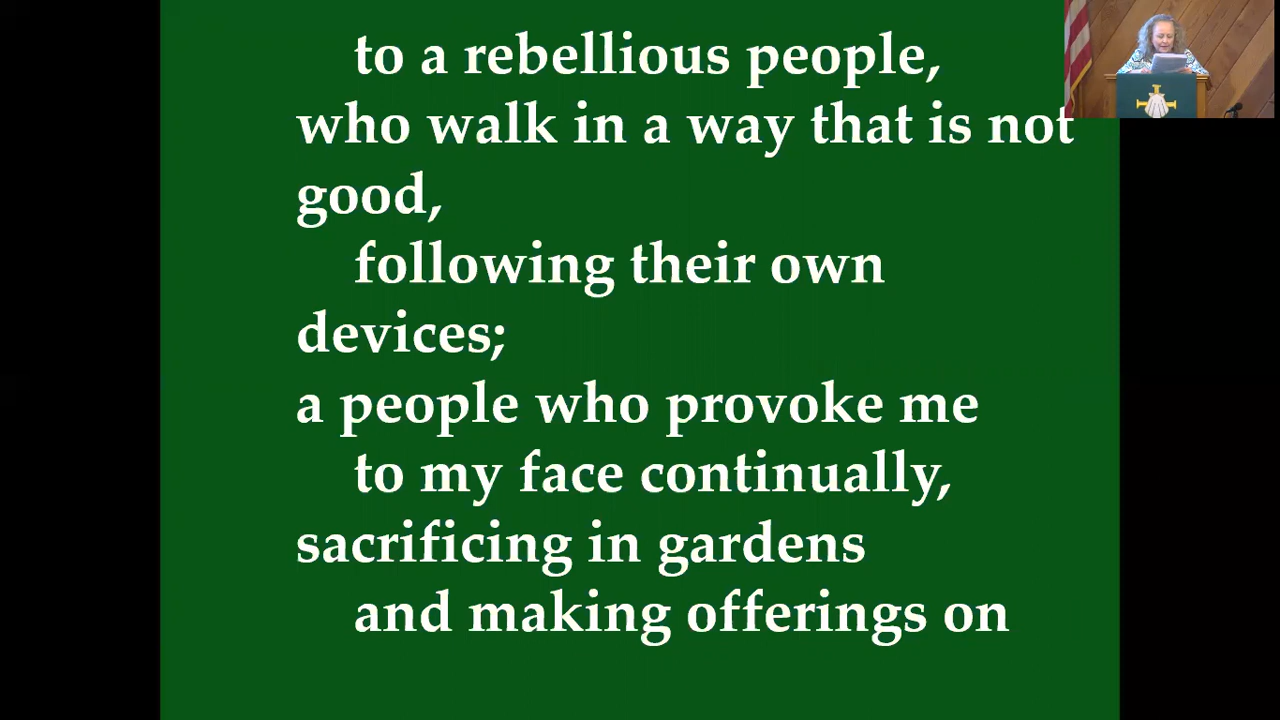 to a rebellious people,
who walk in a way that is not
good,
following their own
devices;
a people who provoke me
to my face continually,
sacrificing in gardens
and making offerings on